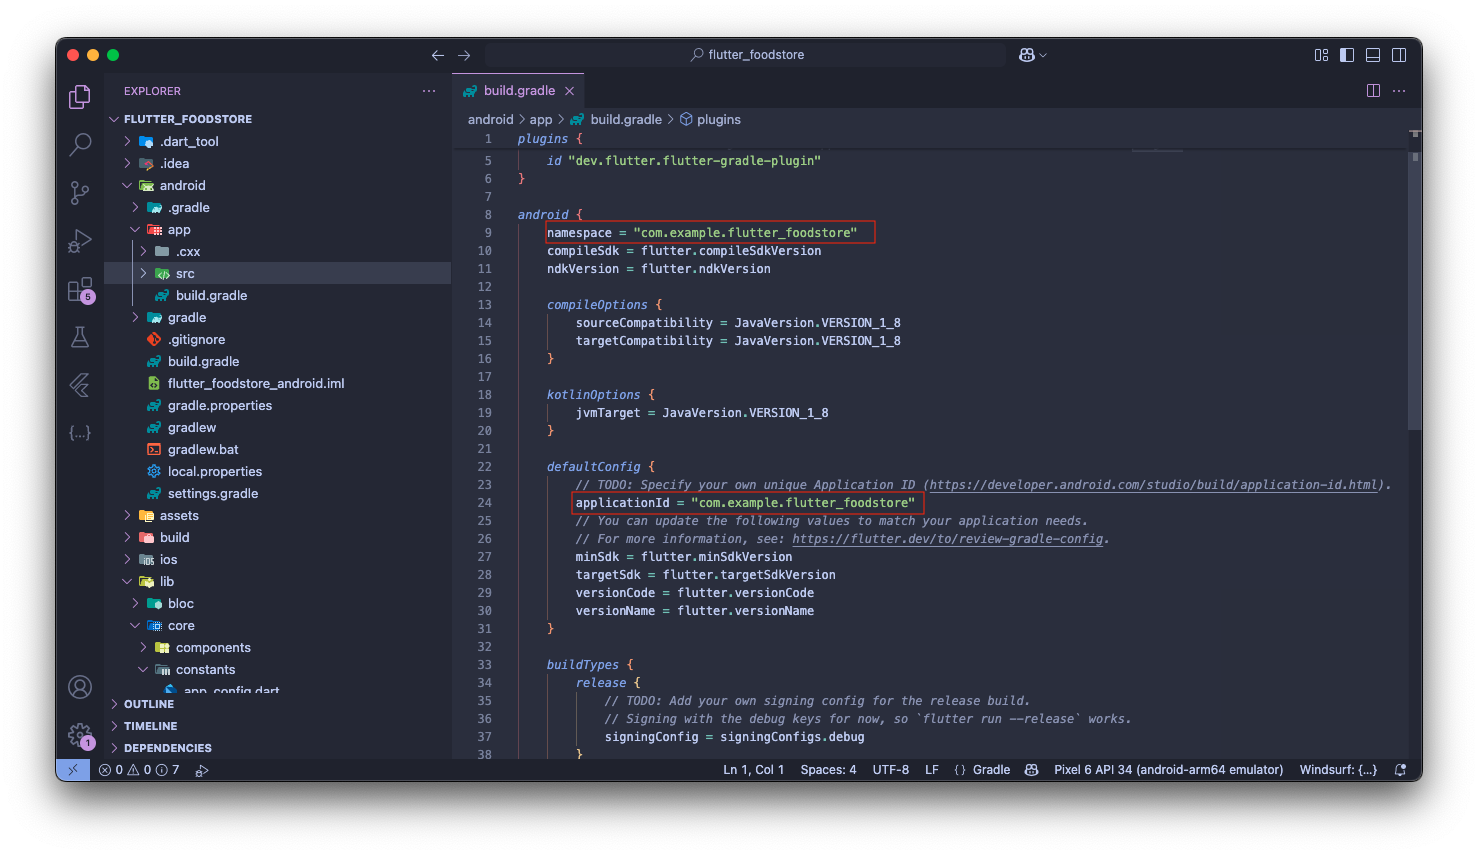 flutter_foodstore
EXPLORER
FLUTTER_FOODSTORE
.dart_tool
.idea
android
.gradle
app
.cxx
src
build.gradle
gradle
.gitignore
build.gradle
flutter_foodstore_android.iml
gradle.properties
gradlew
gradlew.bat
local.properties
settings.gradle
assets
build
ios
lib
bloc
core
components
constants
app_config.dart
OUTLINE
TIMELINE
DEPENDENCIES
5
1
build.gradle
android > app > build.gradle > plugins
1 plugins {
5 id "dev.flutter.flutter-gradle-plugin"
6 }
7
8 android {
9 namespace = "com.example.flutter_foodstore"
10 compileSdk = flutter.compileSdkVersion
11 ndkVersion = flutter.ndkVersion
12
13 compileOptions {
14 sourceCompatibility = JavaVersion.VERSION_1_8
15 targetCompatibility = JavaVersion.VERSION_1_8
16 }
17
18 kotlinOptions {
19 jvmTarget = JavaVersion.VERSION_1_8
20 }
21
22 defaultConfig {
23 // TODO: Specify your own unique Application ID (https://developer.android.com/studio/build/application-id.html).
24 applicationId = "com.example.flutter_foodstore"
25 // You can update the following values to match your application needs.
26 // For more information, see: https://flutter.dev/to/review-gradle-config.
27 minSdk = flutter.minSdkVersion
28 targetSdk = flutter.targetSdkVersion
29 versionCode = flutter.versionCode
30 versionName = flutter.versionName
31 }
32
33 buildTypes {
34 release {
35 // TODO: Add your own signing config for the release build.
36 // Signing with the debug keys for now, so `flutter run --release` works.
37 signingConfig = signingConfigs.debug
38 }
0 0 7
Ln 1, Col 1 Spaces: 4 UTF-8 LF {} Gradle Pixel 6 API 34 (android-arm64 emulator) Windsurf: {...}